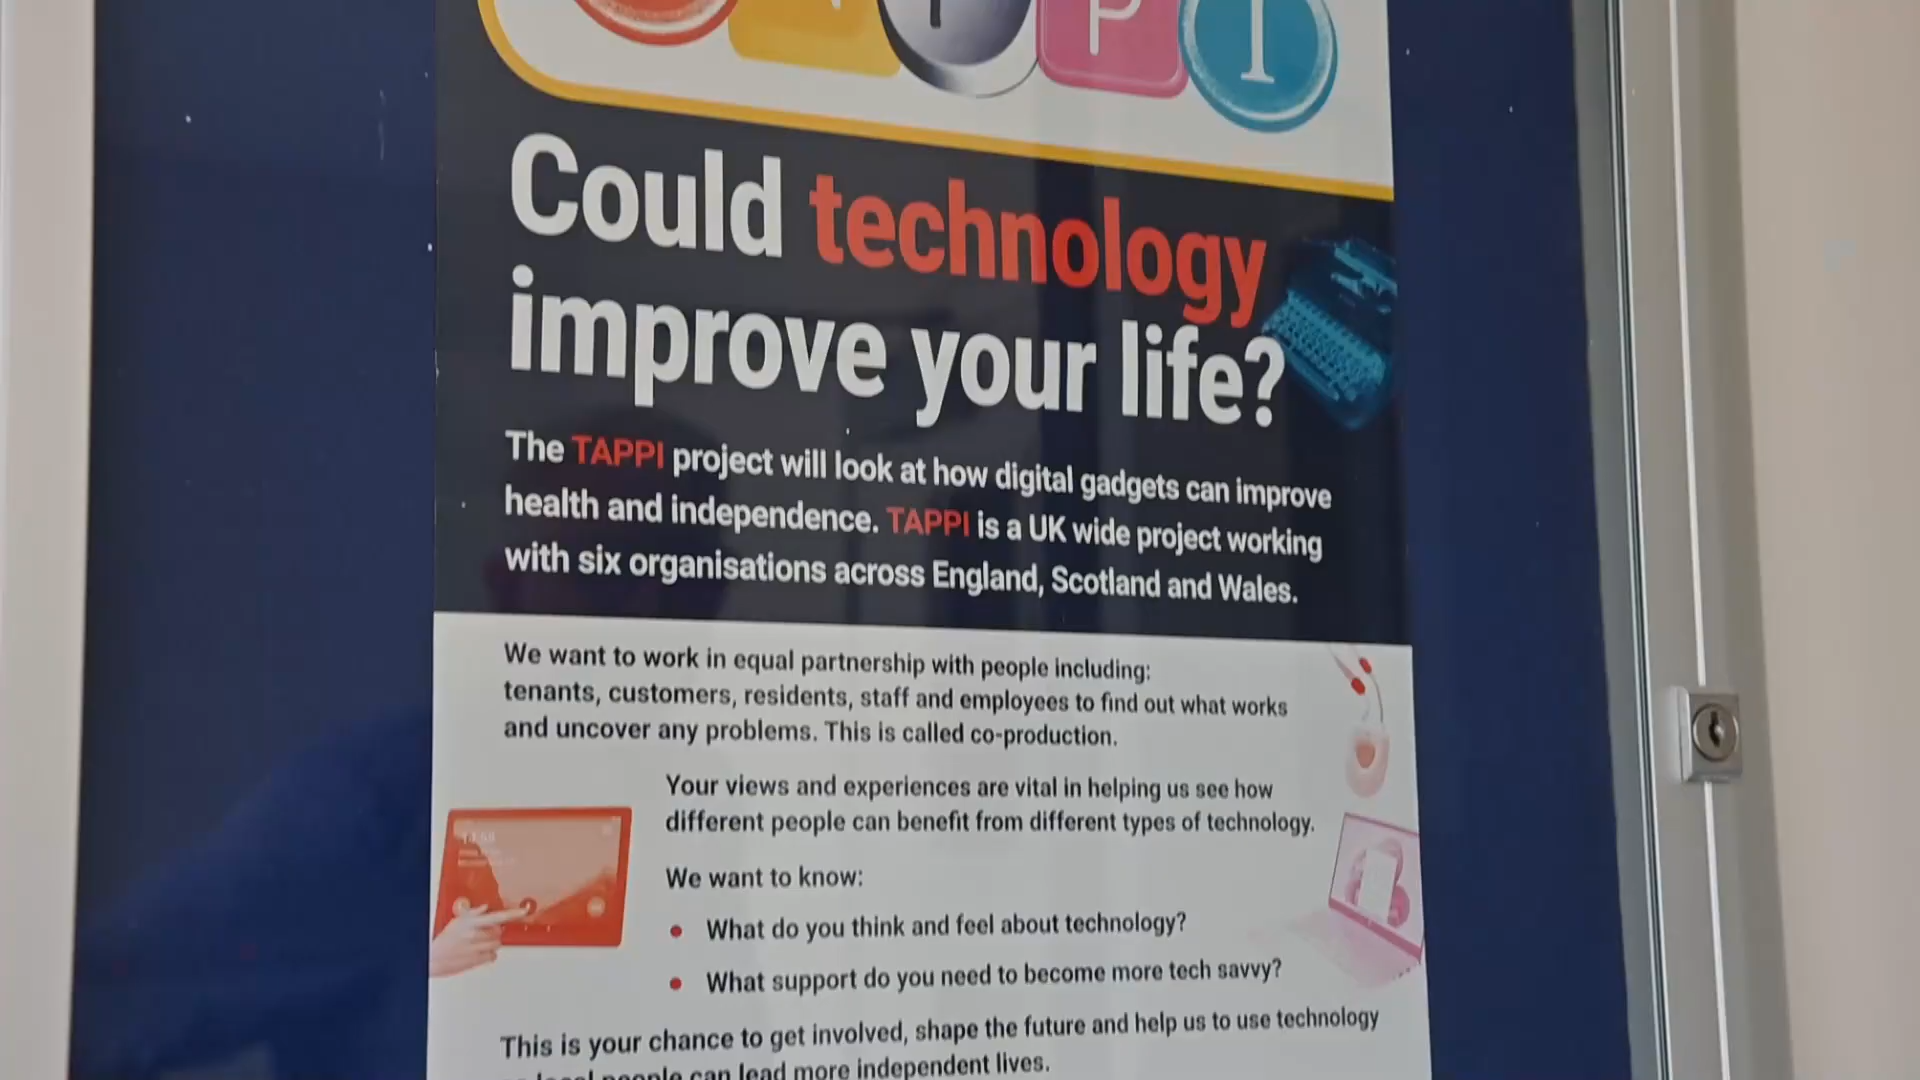 P I
Could technology
improve your life?
The TAPPI project will look at how digital gadgets can improve
health and independence. TAPPI is a UK wide project working
with six organisations across England, Scotland and Wales.
We want to work in equal partnership with people including:
tenants, customers, residents, staff and employees to find out what works
and uncover any problems. This is called co-production.
Your views and experiences are vital in helping us see how
different people can benefit from different types of technology.
We want to know:
• What do you think and feel about technology?
• What support do you need to become more tech savvy?
This is your chance to get involved, shape the future and help us to use technology
people can lead more independent lives.